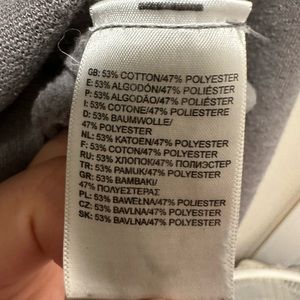 GB: 53% COTTON/47% POLYESTER
E: 53% ALGODÓN/47% POLIÉSTER
P: 53% ALGODÃO/47% POLIÉSTER
I: 53% COTONE/47% POLIESTERE
D: 53% BAUMWOLLE/
47% POLYESTER
NL: 53% KATOEN/47% POLYESTER
F: 53% COTON/47% POLYESTER
RU: 53% ХЛОПОК/47% ПОЛИЭСТЕР
TR: 53% PAMUK/47% POLYESTER
GR: 53% ΒΑΜΒΑΚΙ/
47% ΠΟΛΥΕΣΤΕΡΑΣ
PL: 53% BAWEŁNA/47% POLYESTER
CZ: 53% BAVLNA/47% POLYESTER
SK: 53% BAVLNA/47% POLYESTER